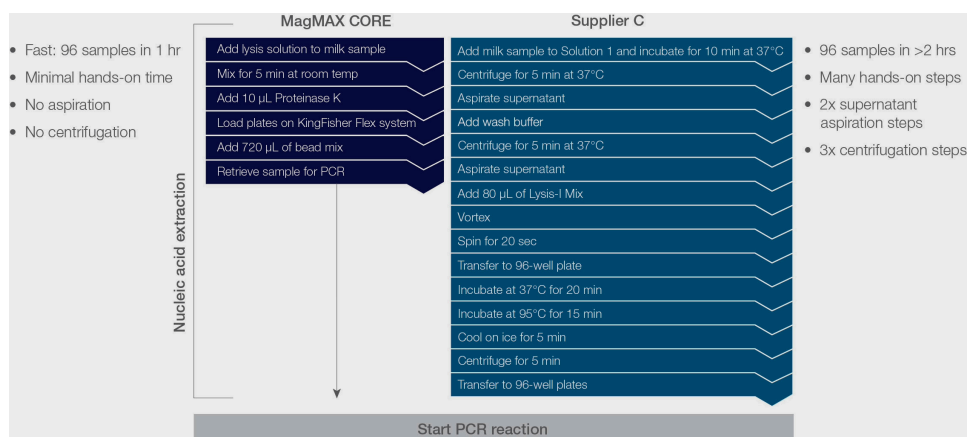 MagMAX CORE
Supplier C
• Fast: 96 samples in 1 hr
• Minimal hands-on time
• No aspiration
• No centrifugation
Nucleic acid extraction
Add lysis solution to milk sample
Mix for 5 min at room temp
Add 10 µL Proteinase K
Load plates on KingFisher Flex system
Add 720 µL of bead mix
Retrieve sample for PCR
Add milk sample to Solution 1 and incubate for 10 min at 37°C
Centrifuge for 5 min at 37°C
Aspirate supernatant
Add wash buffer
Centrifuge for 5 min at 37°C
Aspirate supernatant
Add 80 µL of Lysis-I Mix
Vortex
Spin for 20 sec
Transfer to 96-well plate
Incubate at 37°C for 20 min
Incubate at 95°C for 15 min
Cool on ice for 5 min
Centrifuge for 5 min
Transfer to 96-well plates
• 96 samples in >2 hrs
• Many hands-on steps
• 2x supernatant
aspiration steps
• 3x centrifugation steps
Start PCR reaction